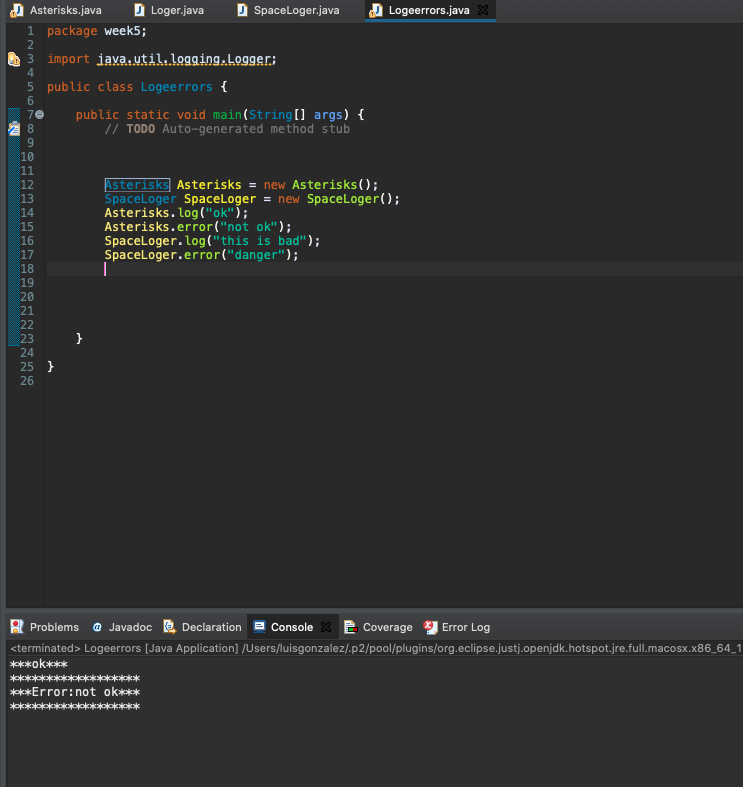 Asterisks.java Loger.java SpaceLoger.java Logeerrors.java
1 package week5;
2
3 import java.util.logging.Logger;
4
5 public class Logeerrors {
6
7 public static void main(String[] args) {
8 // TODO Auto-generated method stub
9
10
11
12 Asterisks Asterisks = new Asterisks();
13 SpaceLoger SpaceLoger = new SpaceLoger();
14 Asterisks.log("ok");
15 Asterisks.error("not ok");
16 SpaceLoger.log("this is bad");
17 SpaceLoger.error("danger");
18
19
20
21
22
23 }
24
25 }
26
Problems Javadoc Declaration Console Coverage Error Log
<terminated> Logeerrors [Java Application] /Users/luisgonzalez/.p2/pool/plugins/org.eclipse.justj.openjdk.hotspot.jre.full.macosx.x86_64_1
***ok***
******************
***Error:not ok***
******************